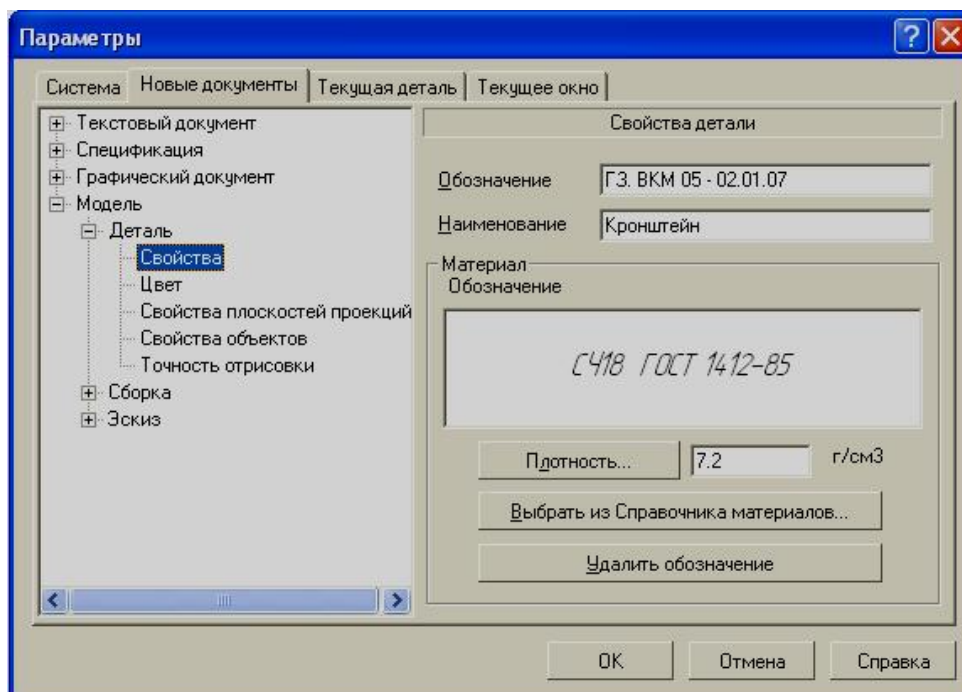 Параметры
Система Новые документы Текущая деталь Текущее окно
Текстовый документ
Спецификация
Графический документ
Модель
Деталь
Свойства
Цвет
Свойства плоскостей проекций
Свойства объектов
Точность отрисовки
Сборка
Эскиз
Свойства детали
Обозначение ГЗ. ВКМ 05 - 02.01.07
Наименование Кронштейн
Материал
Обозначение
СЧ18 ГОСТ 1412-85
Плотность... 7.2 г/см3
Выбрать из Справочника материалов...
Удалить обозначение
OK Отмена Справка